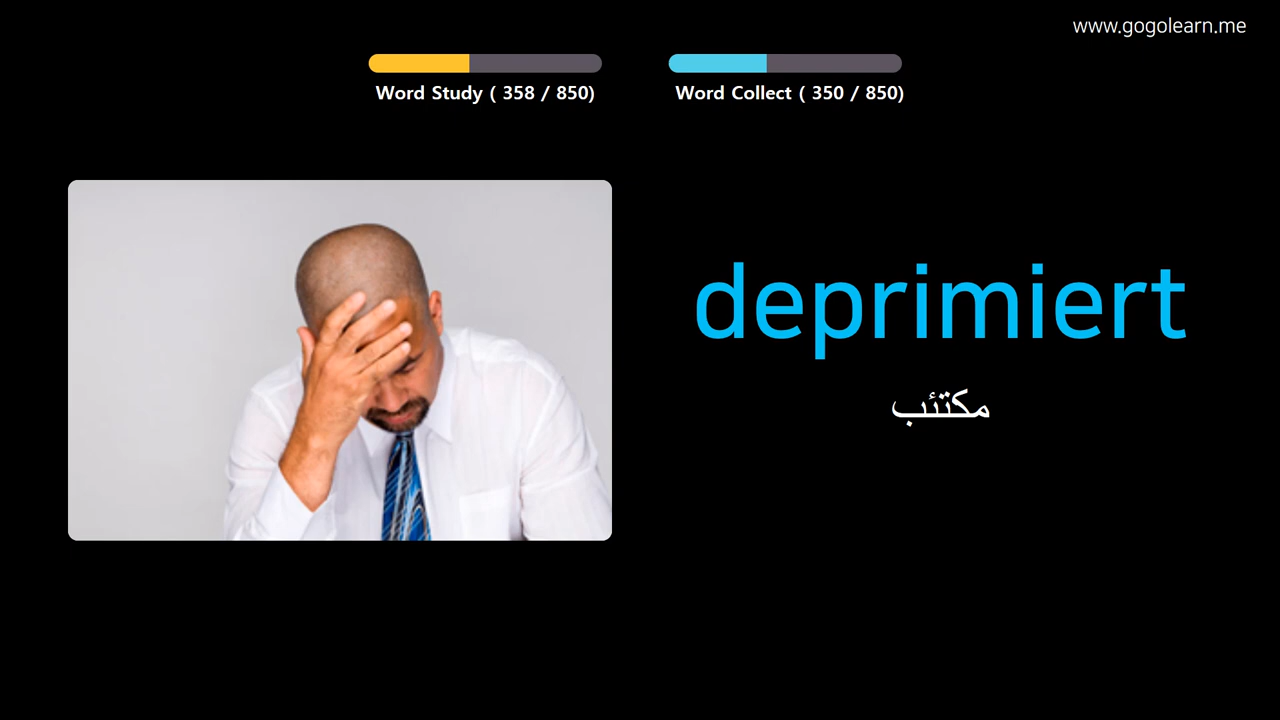 www.gogolearn.me
Word Study ( 358 / 850)
Word Collect ( 350 / 850)
deprimiert
مكتئب